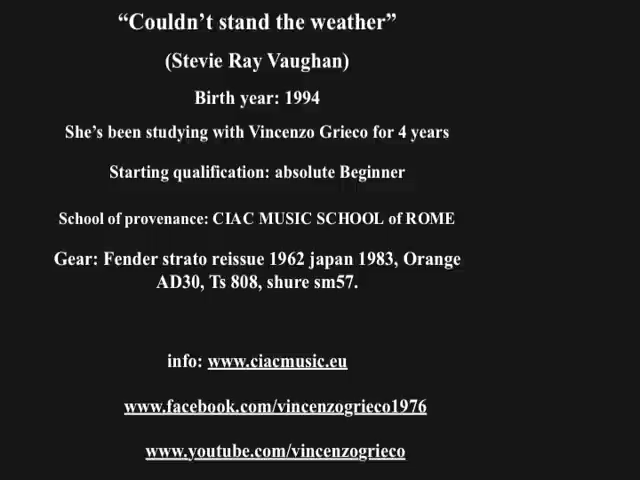 “Couldn’t stand the weather”
(Stevie Ray Vaughan)
Birth year: 1994
She’s been studying with Vincenzo Grieco for 4 years
Starting qualification: absolute Beginner
School of provenance: CIAC MUSIC SCHOOL of ROME
Gear: Fender strato reissue 1962 japan 1983, Orange
AD30, Ts 808, shure sm57.
info: www.ciacmusic.eu
www.facebook.com/vincenzogrieco1976
www.youtube.com/vincenzogrieco